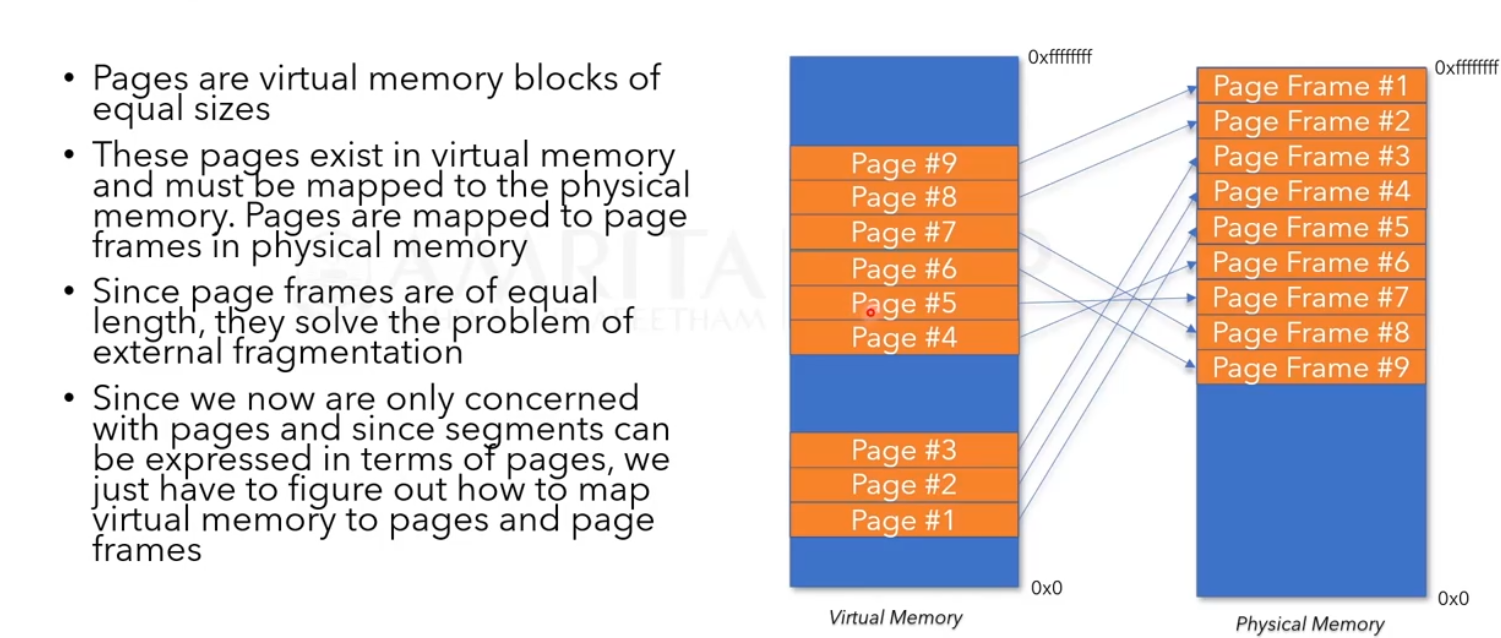 • Pages are virtual memory blocks of
equal sizes
• These pages exist in virtual memory
and must be mapped to the physical
memory. Pages are mapped to page
frames in physical memory
• Since page frames are of equal
length, they solve the problem of
external fragmentation
• Since we now are only concerned
with pages and since segments can
be expressed in terms of pages, we
just have to figure out how to map
virtual memory to pages and page
frames
AMRITA
0xffffffff
Page #9
Page #8
Page #7
Page #6
Page #5
Page #4
Page #3
Page #2
Page #1
0x0
Virtual Memory
0xffffffff
Page Frame #1
Page Frame #2
Page Frame #3
Page Frame #4
Page Frame #5
Page Frame #6
Page Frame #7
Page Frame #8
Page Frame #9
0x0
Physical Memory